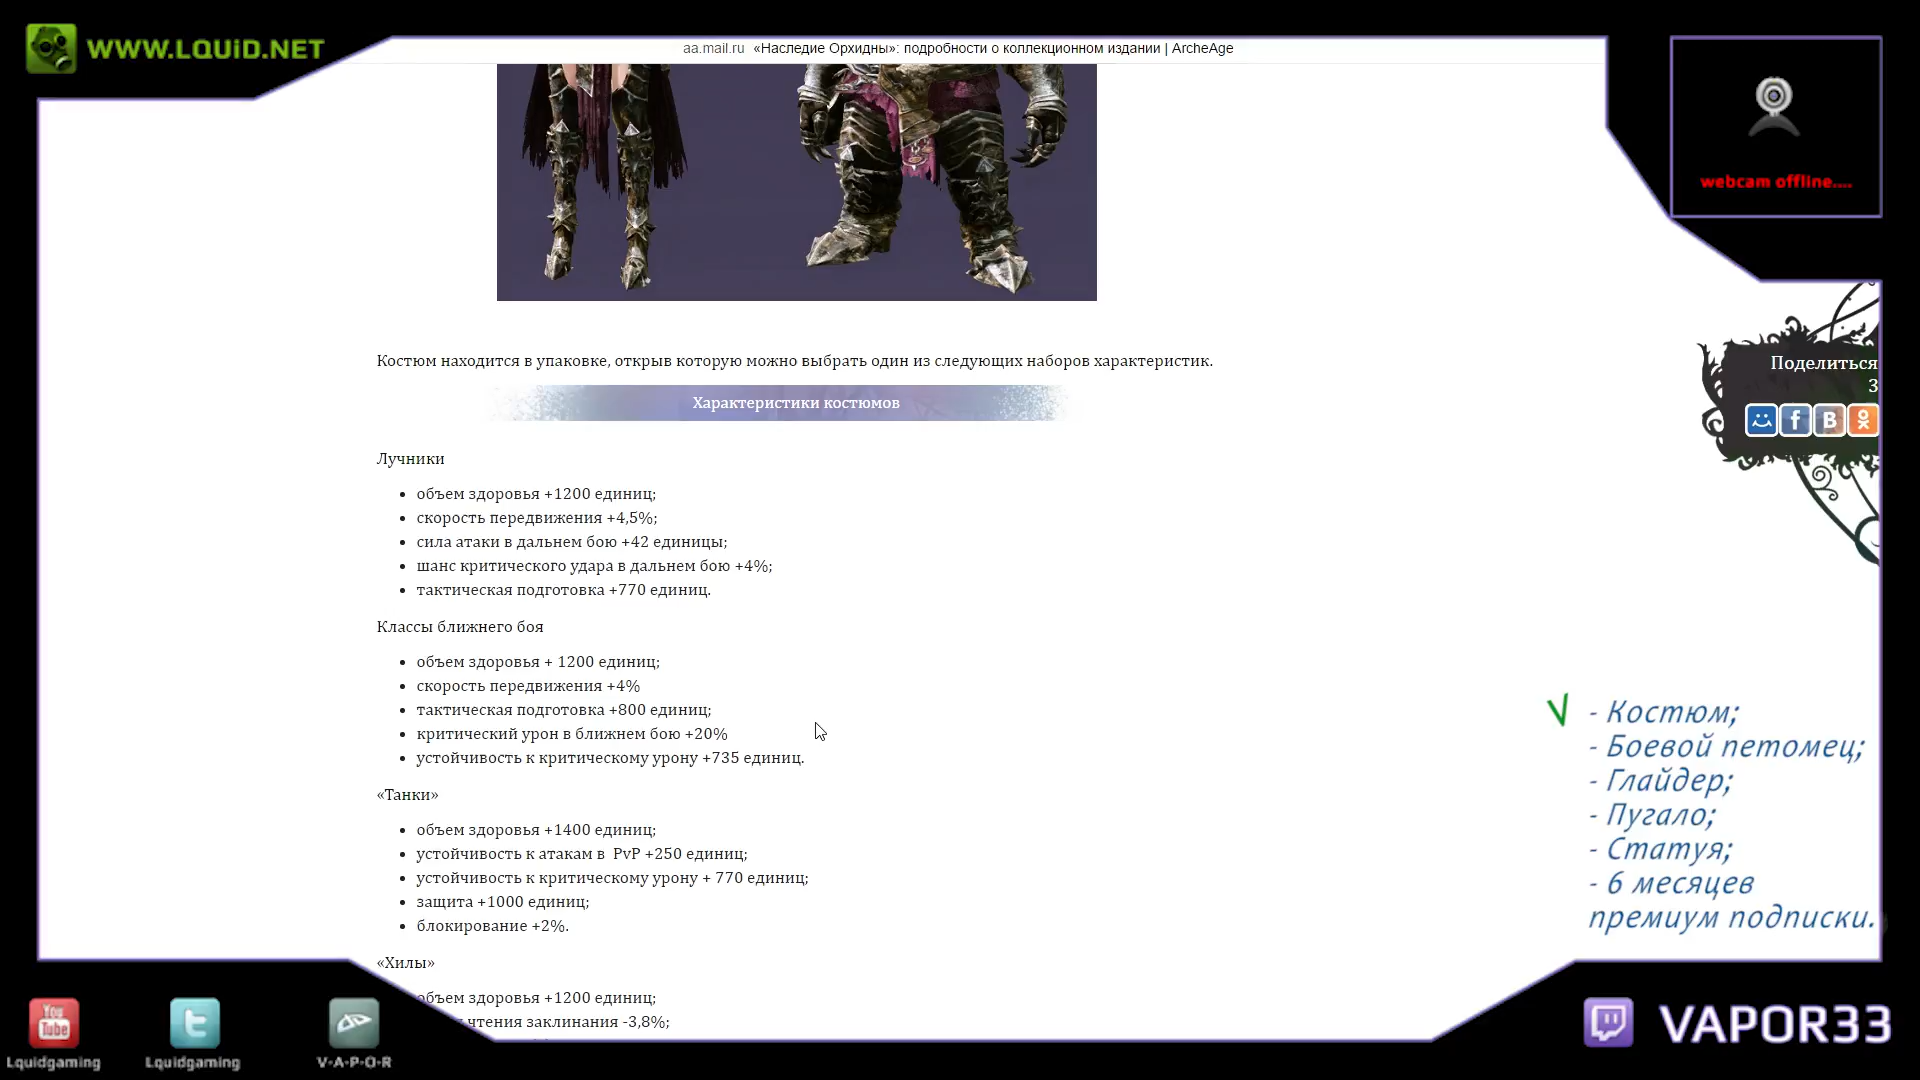 WWW.LQUiD.NET
aa.mail.ru «Наследие Орхидны»: подробности о коллекционном издании | ArcheAge
webcam offline....
Костюм находится в упаковке, открыв которую можно выбрать один из следующих наборов характеристик.
Характеристики костюмов
Поделиться
3
Лучники
• объем здоровья +1200 единиц;
• скорость передвижения +4,5%;
• сила атаки в дальнем бою +42 единицы;
• шанс критического удара в дальнем бою +4%;
• тактическая подготовка +770 единиц.
Классы ближнего боя
• объем здоровья + 1200 единиц;
• скорость передвижения +4%
• тактическая подготовка +800 единиц;
• критический урон в ближнем бою +20%
• устойчивость к критическому урону +735 единиц.
«Танки»
• объем здоровья +1400 единиц;
• устойчивость к атакам в PvP +250 единиц;
• устойчивость к критическому урону + 770 единиц;
• защита +1000 единиц;
• блокирование +2%.
«Хилы»
объем здоровья +1200 единиц;
чтения заклинания -3,8%;
V - Костюм;
- Боевой петомец;
- Глайдер;
- Пугало;
- Статуя;
- 6 месяцев
премиум подписки.
You
Tube
Lquidgaming
Lquidgaming
V-A-P-O-R
VAPOR33